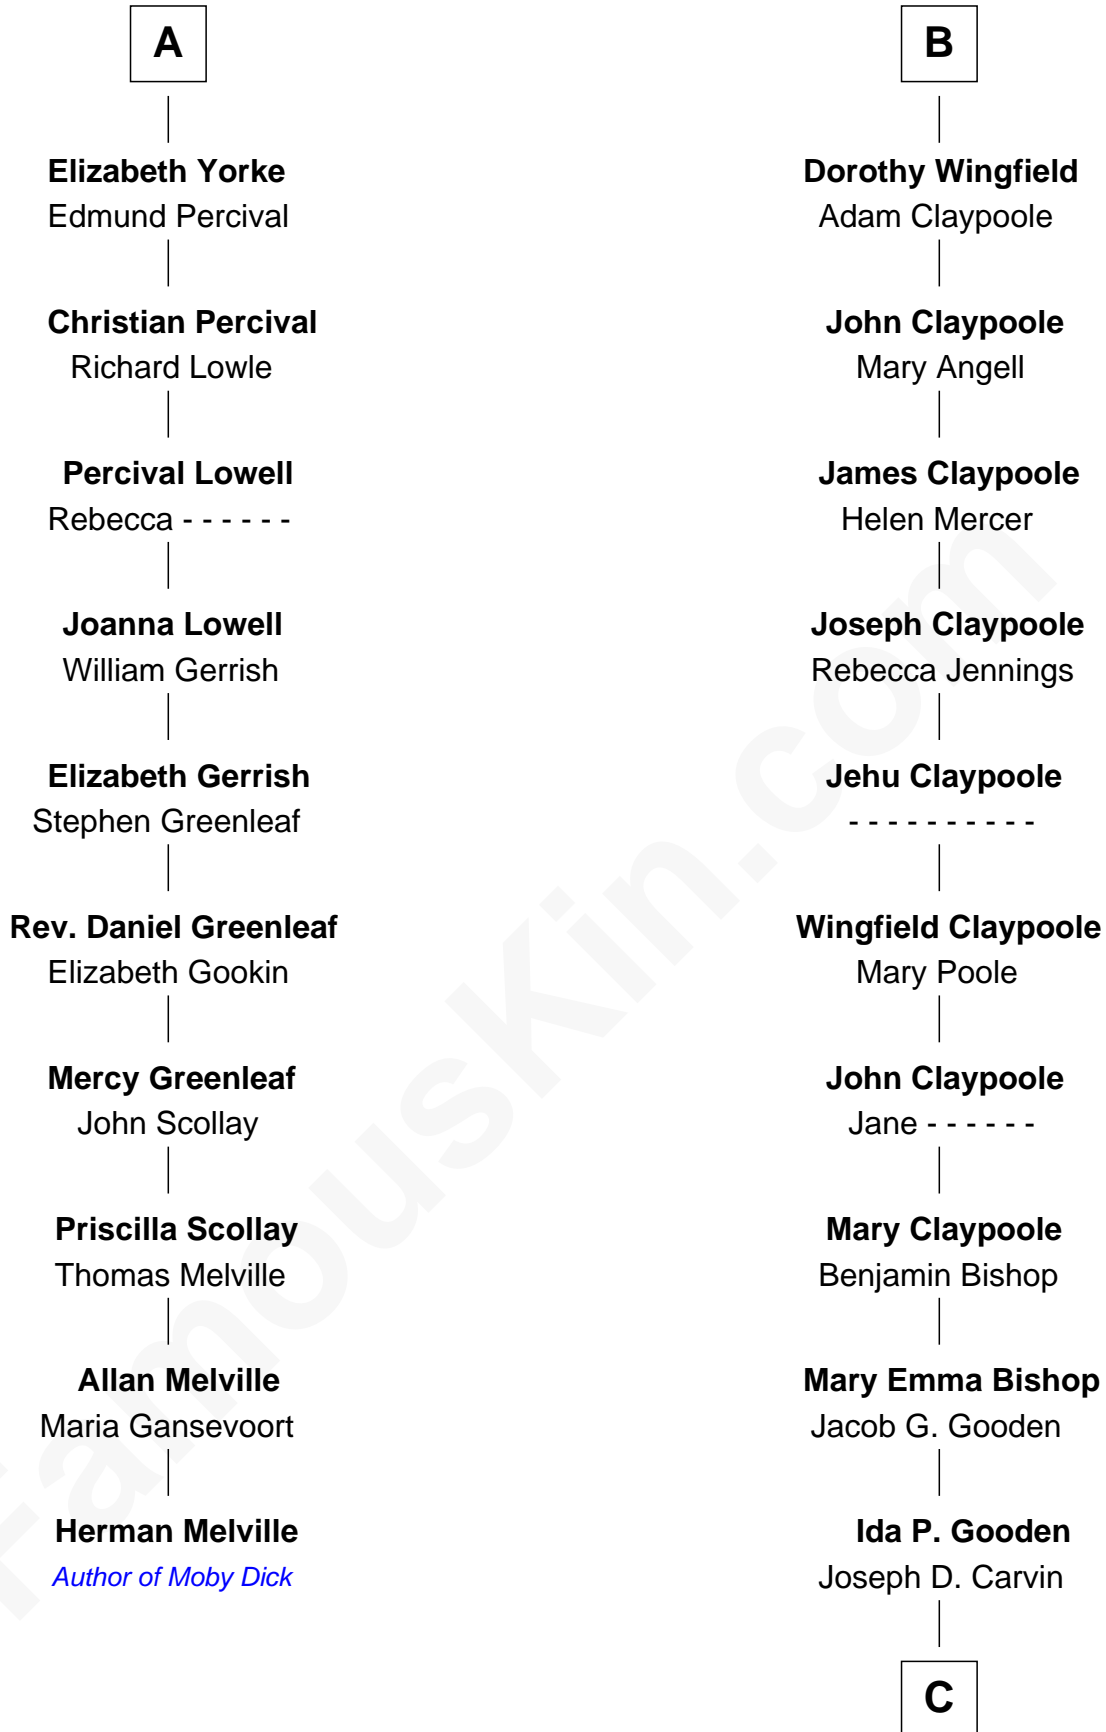 A
Elizabeth Yorke
Edmund Percival
Christian Percival
Richard Lowle
Percival Lowell
Rebecca - - - - - -
Joanna Lowell
William Gerrish
Elizabeth Gerrish
Stephen Greenleaf
Rev. Daniel Greenleaf
Elizabeth Gookin
Mercy Greenleaf
John Scollay
Priscilla Scollay
Thomas Melville
Allan Melville
Maria Gansevoort
Herman Melville
Author of Moby Dick
B
Dorothy Wingfield
Adam Claypoole
John Claypoole
Mary Angell
James Claypoole
Helen Mercer
Joseph Claypoole
Rebecca Jennings
Jehu Claypoole
- - - - - - - - - -
Wingfield Claypoole
Mary Poole
John Claypoole
Jane - - - - - -
Mary Claypoole
Benjamin Bishop
Mary Emma Bishop
Jacob G. Gooden
Ida P. Gooden
Joseph D. Carvin
C
FamousKin.com